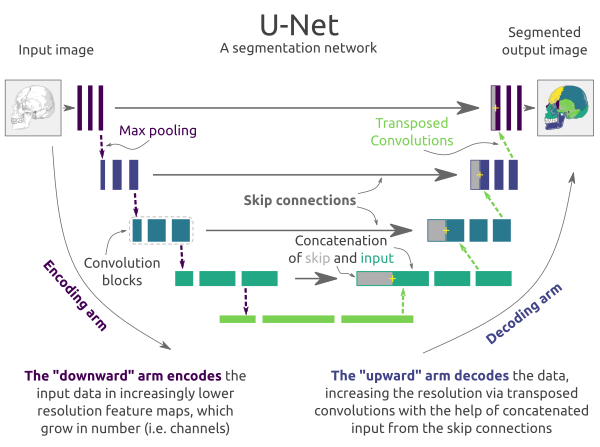 U-Net
A segmentation network
Input image
Segmented
output image
Max pooling
Transposed
Convolutions
Skip connections
Convolution
blocks
Concatenation
of skip and input
Encoding arm
Decoding arm
The "downward" arm encodes the
input data in increasingly lower
resolution feature maps, which
grow in number (i.e. channels)
The "upward" arm decodes the data,
increasing the resolution via transposed
convolutions with the help of concatenated
input from the skip connections